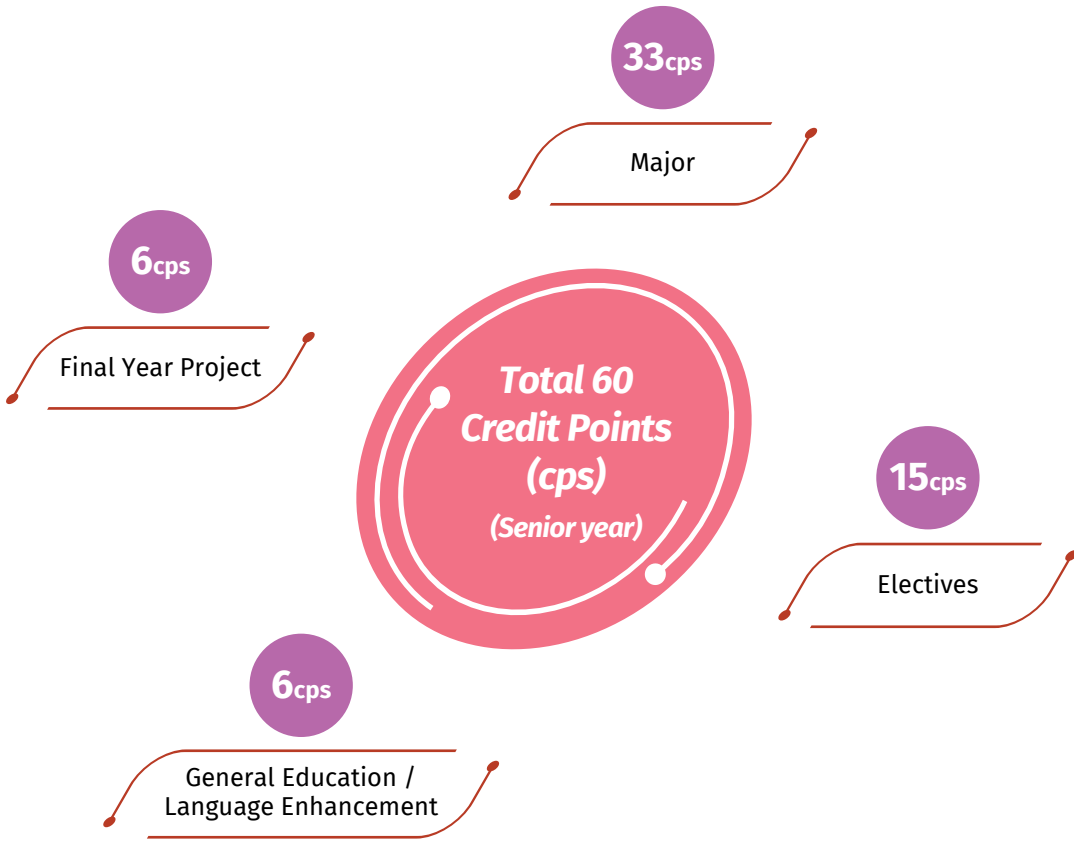 33cps
Major
6cps
Final Year Project
Total 60
Credit Points
(cps)
(Senior year)
15cps
Electives
6cps
General Education /
Language Enhancement